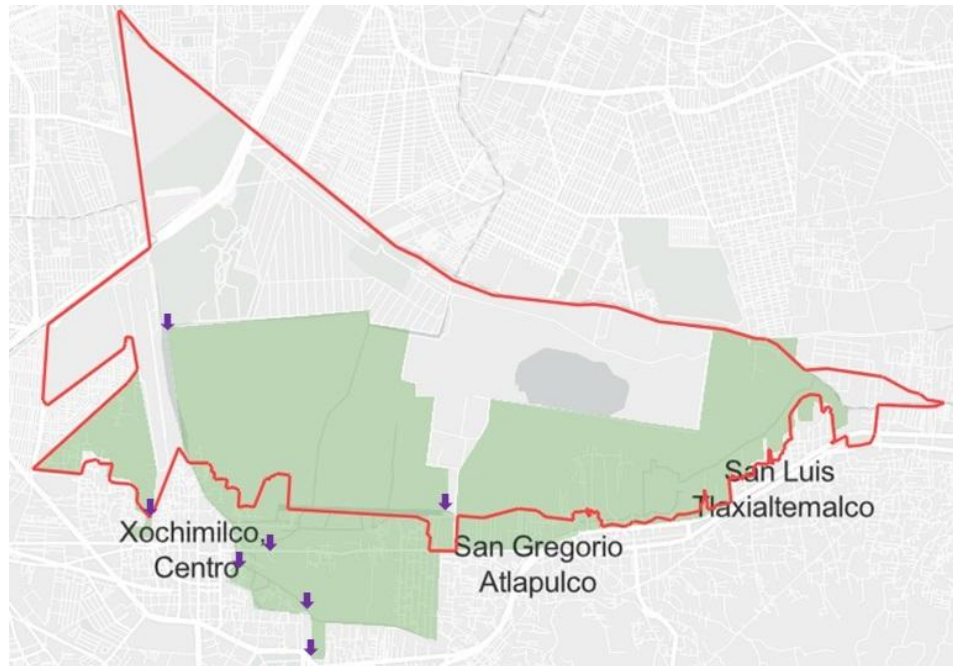 Xochimilco,
Centro
San Gregorio
Atlapulco
San Luis
Tlaxialtemalco